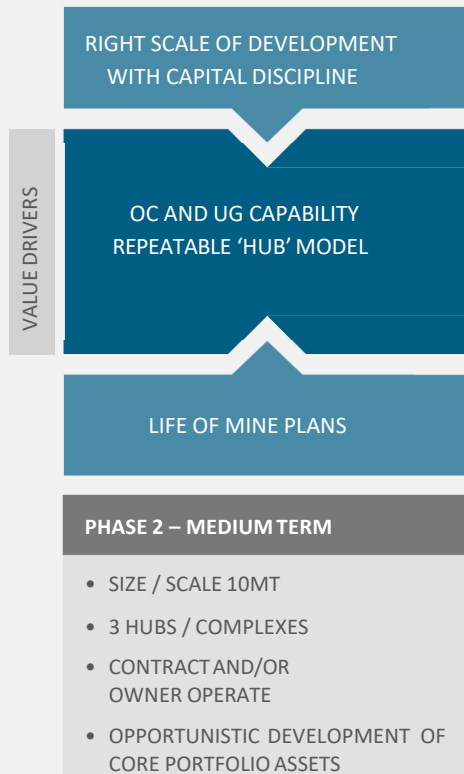 RIGHT SCALE OF DEVELOPMENT
WITH CAPITAL DISCIPLINE
VALUE DRIVERS
OC AND UG CAPABILITY
REPEATABLE ‘HUB’ MODEL
LIFE OF MINE PLANS
PHASE 2 – MEDIUM TERM
• SIZE / SCALE 10MT
• 3 HUBS / COMPLEXES
• CONTRACT AND/OR
OWNER OPERATE
• OPPORTUNISTIC DEVELOPMENT OF
CORE PORTFOLIO ASSETS